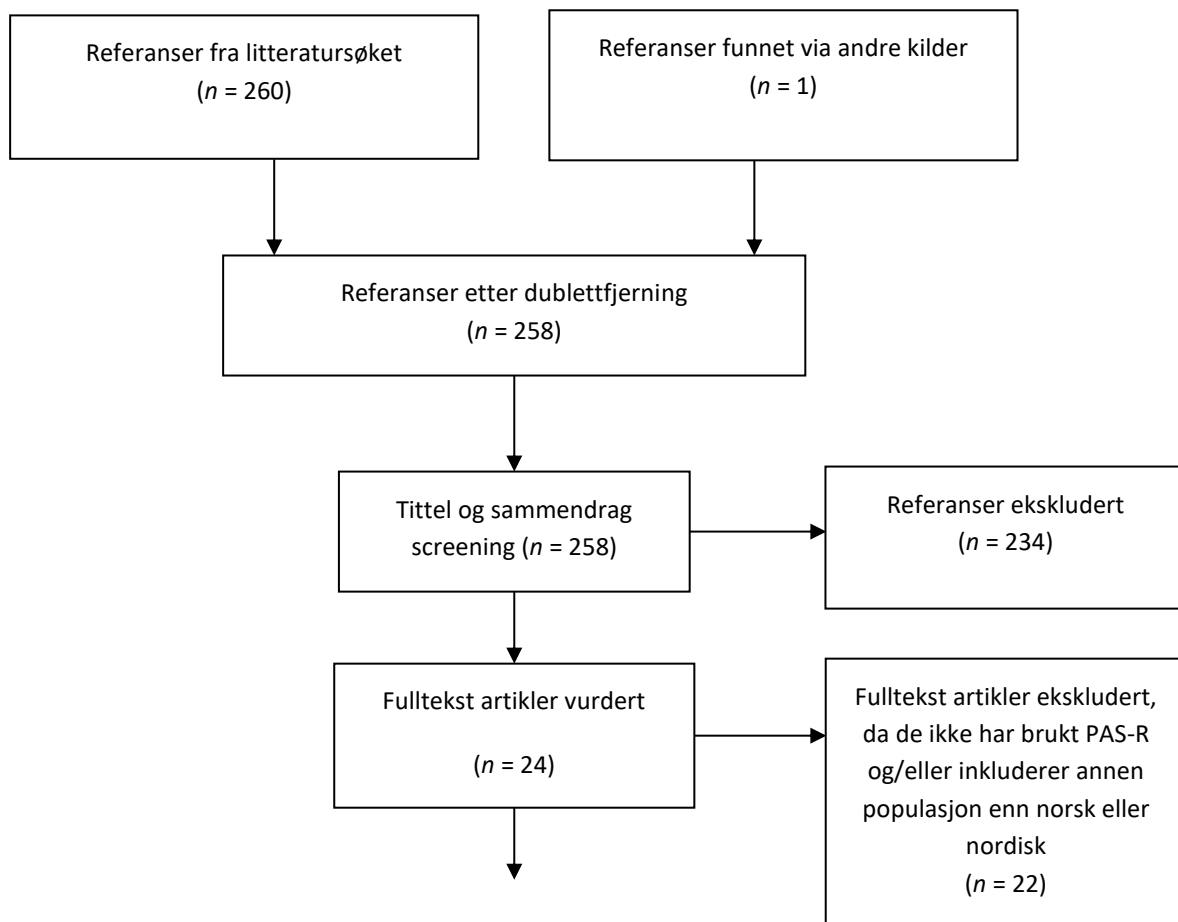 Referanser fra litteratursøket
(n = 260)
Referanser funnet via andre kilder
(n = 1)
Referanser etter dublettfjerning
(n = 258)
Tittel og sammendrag
screening (n = 258)
Referanser ekskludert
(n = 234)
Fulltekst artikler vurdert
(n = 24)
Fulltekst artikler ekskludert,
da de ikke har brukt PAS-R
og/eller inkluderer annen
populasjon enn norsk eller
nordisk
(n = 22)